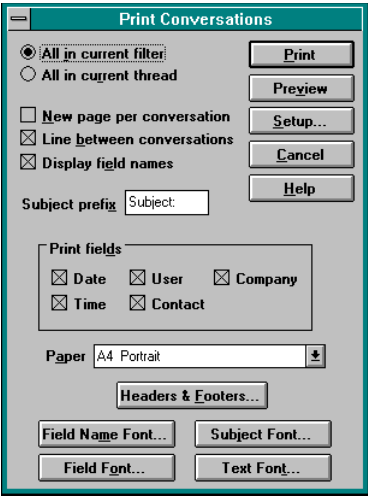 Print Conversations
All in current filter
All in current thread
Print
Preview
New page per conversation
Line between conversations
Display field names
Setup...
Cancel
Help
Subject prefix Subject:
Print fields
Date User Company
Time Contact
Paper A4 Portrait
Headers & Footers...
Field Name Font... Subject Font...
Field Font... Text Font...